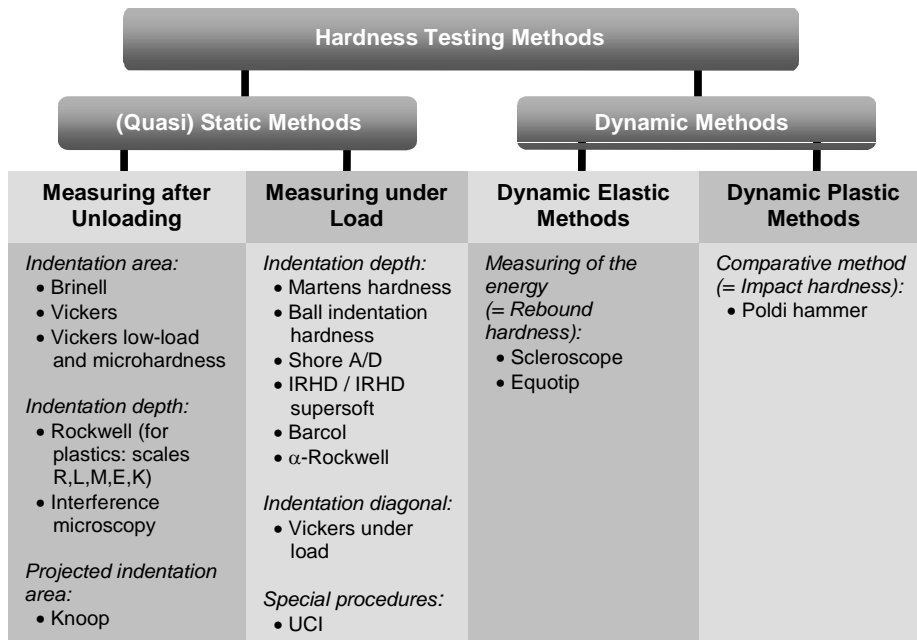 Hardness Testing Methods
(Quasi) Static Methods
Dynamic Methods
Measuring after
Unloading
Indentation area:
• Brinell
• Vickers
• Vickers low-load
and microhardness
Indentation depth:
• Rockwell (for
plastics: scales
R,L,M,E,K)
• Interference
microscopy
Projected indentation
area:
• Knoop
Measuring under
Load
Indentation depth:
• Martens hardness
• Ball indentation
hardness
• Shore A/D
• IRHD / IRHD
supersoft
• Barcol
• α-Rockwell
Indentation diagonal:
• Vickers under
load
Special procedures:
• UCI
Dynamic Elastic
Methods
Measuring of the
energy
(= Rebound
hardness):
• Scleroscope
• Equotip
Dynamic Plastic
Methods
Comparative method
(= Impact hardness):
• Poldi hammer